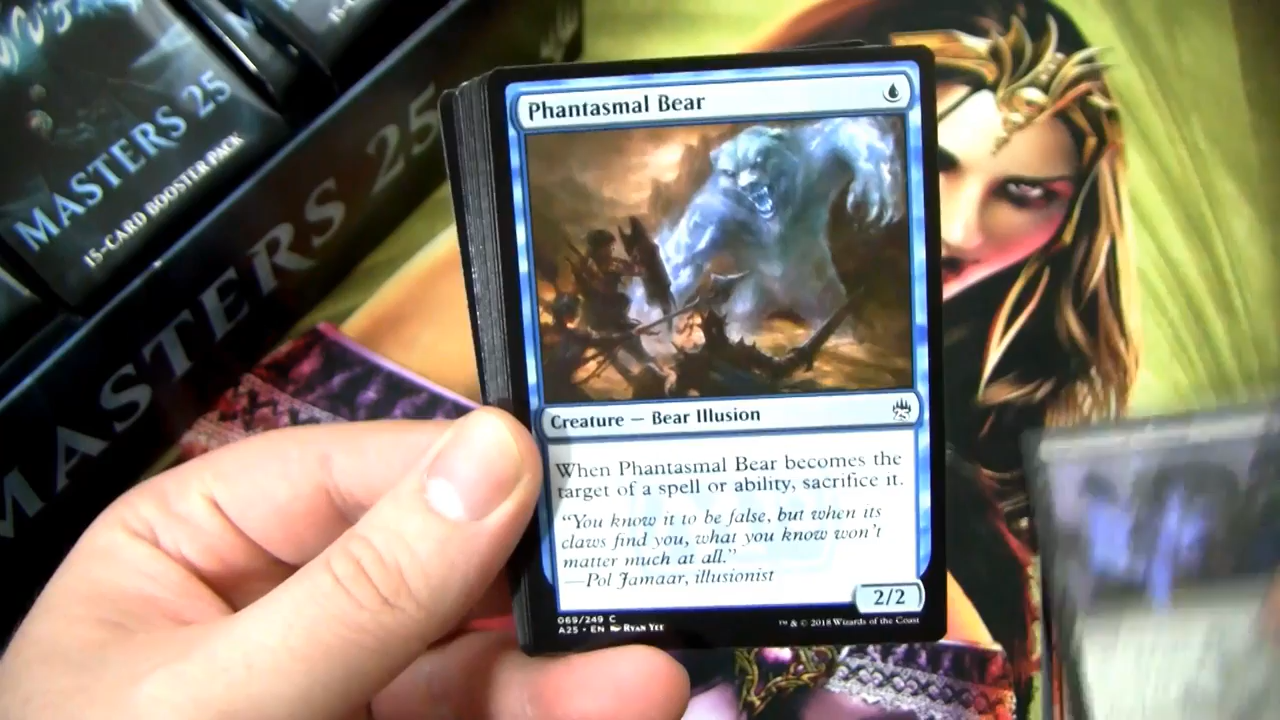 MASTERS 25
15-CARD BOOSTER PACK
MASTERS 25
Phantasmal Bear
Creature — Bear Illusion
When Phantasmal Bear becomes the
target of a spell or ability, sacrifice it.
"You know it to be false, but when its
claws find you, what you know won't
matter much at all."
—Pol Jamaar, illusionist
2/2
069/249 C
A25 • EN Ryan Yee
™ & © 2018 Wizards of the Coast